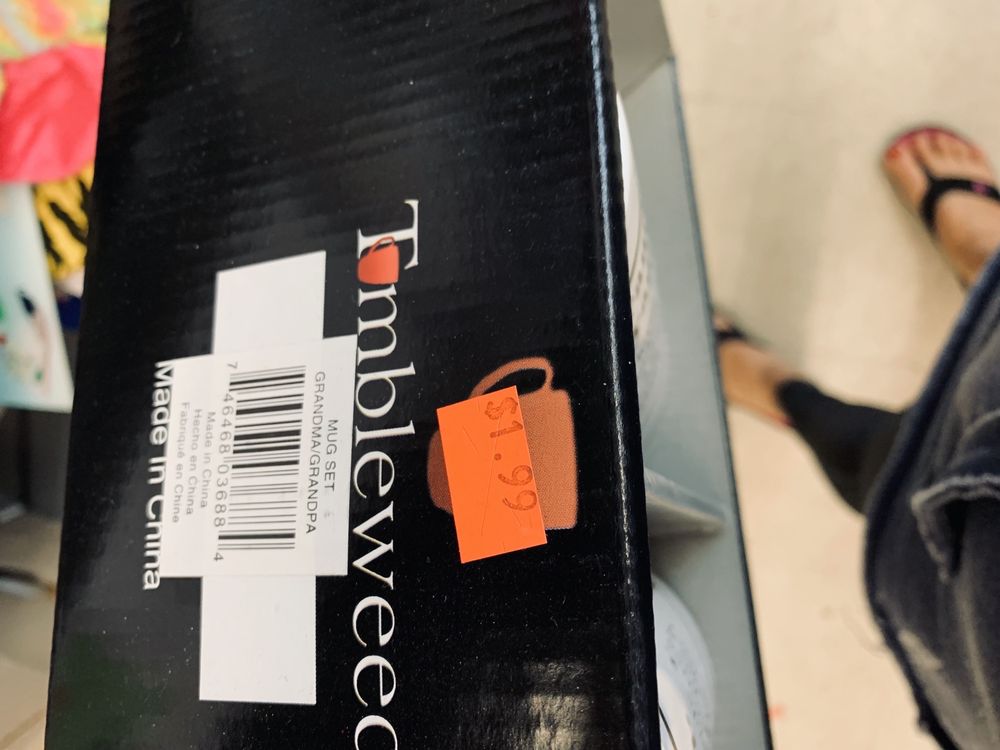 Tumbleweed
$1.99
MUG SET
GRANDMA/GRANDPA
7 46468 03688 4
Made in China
Hecho en China
Fabriqué en Chine
Made in China